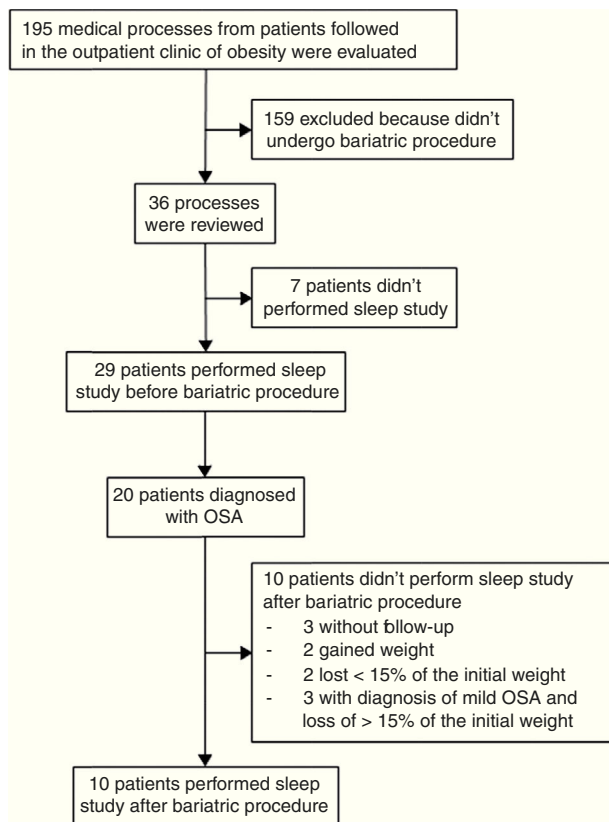 195 medical processes from patients followed
in the outpatient clinic of obesity were evaluated
159 excluded because didn't
undergo bariatric procedure
36 processes
were reviewed
7 patients didn't
performed sleep study
29 patients performed sleep
study before bariatric procedure
20 patients diagnosed
with OSA
10 patients didn't perform sleep study
after bariatric procedure
- 3 without follow-up
- 2 gained weight
- 2 lost < 15% of the initial weight
- 3 with diagnosis of mild OSA and
loss of > 15% of the initial weight
10 patients performed sleep
study after bariatric procedure